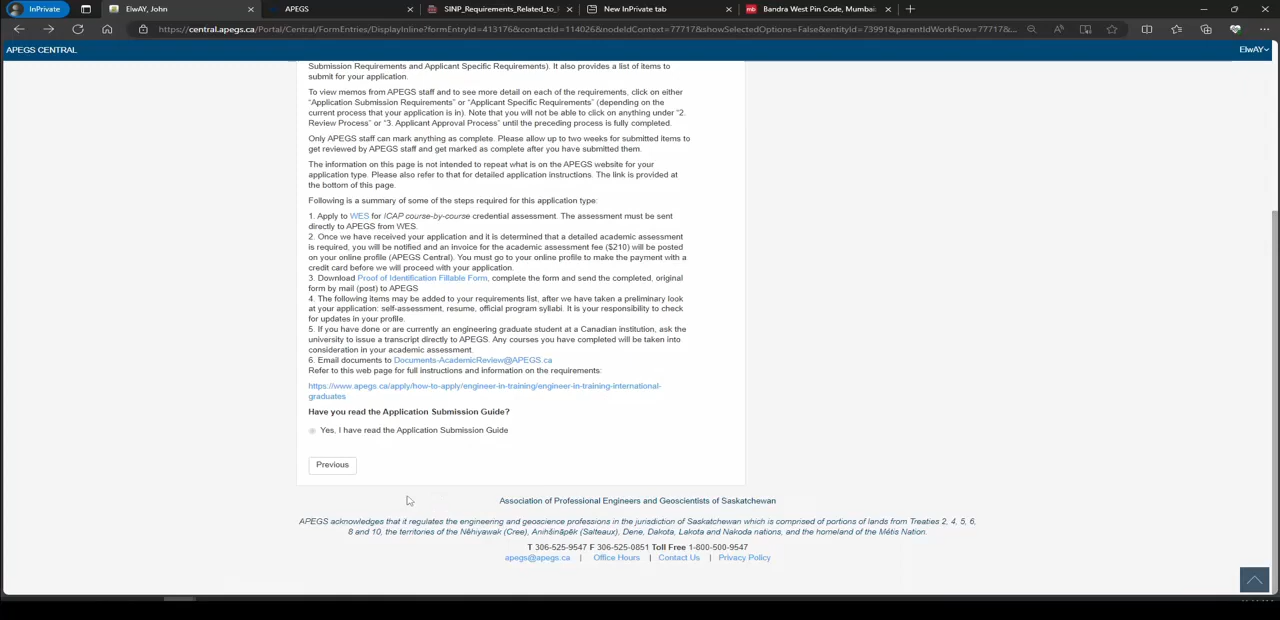 InPrivate
ElwAY, John
APEGS
SINP_Requirements_Related_to_
New InPrivate tab
Bandra West Pin Code, Mumbai
https://central.apegs.ca/Portal/Central/FormEntries/DisplayInline?formEntryId=413176&contactId=114026&nodeIdContext=77717&showSelectedOptions=False&entityId=73991&parentIdWorkFlow=77717&...
APEGS CENTRAL
ElwAY
Submission Requirements and Applicant Specific Requirements). It also provides a list of items to
submit for your application.
To view memos from APEGS staff and to see more detail on each of the requirements, click on either
“Application Submission Requirements” or “Applicant Specific Requirements” (depending on the
current process that your application is in). Note that you will not be able to click on anything under “2.
Review Process” or “3. Applicant Approval Process” until the preceding process is fully completed.
Only APEGS staff can mark anything as complete. Please allow up to two weeks for submitted items to
get reviewed by APEGS staff and get marked as complete after you have submitted them.
The information on this page is not intended to repeat what is on the APEGS website for your
application type. Please also refer to that for detailed application instructions. The link is provided at
the bottom of this page.
Following is a summary of some of the steps required for this application type:
1. Apply to WES for ICAP course-by-course credential assessment. The assessment must be sent
directly to APEGS from WES.
2. Once we have received your application and it is determined that a detailed academic assessment
is required, you will be notified and an invoice for the academic assessment fee ($210) will be posted
on your online profile (APEGS Central). You must go to your online profile to make the payment with a
credit card before we will proceed with your application.
3. Download Proof of Identification Fillable Form, complete the form and send the completed, original
form by mail (post) to APEGS
4. The following items may be added to your requirements list, after we have taken a preliminary look
at your application: self-assessment, resume, official program syllabi. It is your responsibility to check
for updates in your profile.
5. If you have done or are currently an engineering graduate student at a Canadian institution, ask the
university to issue a transcript directly to APEGS. Any courses you have completed will be taken into
consideration in your academic assessment.
6. Email documents to Documents-AcademicReview@APEGS.ca
Refer to this web page for full instructions and information on the requirements:
https://www.apegs.ca/apply/how-to-apply/engineer-in-training/engineer-in-training-international-
graduates
Have you read the Application Submission Guide?
Yes, I have read the Application Submission Guide
Previous
Association of Professional Engineers and Geoscientists of Saskatchewan
APEGS acknowledges that it regulates the engineering and geoscience professions in the jurisdiction of Saskatchewan which is comprised of portions of lands from Treaties 2, 4, 5, 6,
8 and 10, the territories of the Nêhiyawak (Cree), Anihšināpēk (Salteaux), Dene, Dakota, Lakota and Nakoda nations, and the homeland of the Métis Nation.
T 306-525-9547 F 306-525-0851 Toll Free 1-800-500-9547
apegs@apegs.ca | Office Hours | Contact Us | Privacy Policy